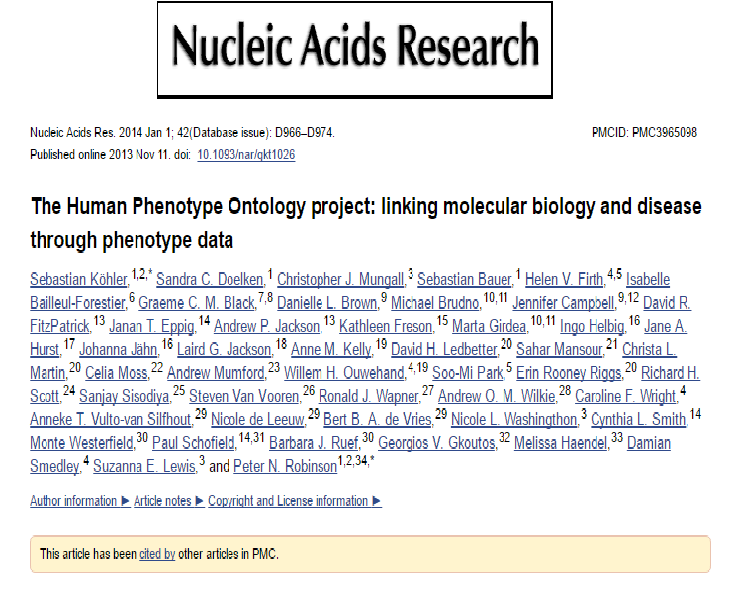 Nucleic Acids Research
Nucleic Acids Res. 2014 Jan 1; 42(Database issue): D966–D974. PMCID: PMC3965098
Published online 2013 Nov 11. doi: 10.1093/nar/gkt1026
The Human Phenotype Ontology project: linking molecular biology and disease
through phenotype data
Sebastian Köhler,1,2,* Sandra C. Doelken,1 Christopher J. Mungall,3 Sebastian Bauer,1 Helen V. Firth,4,5 Isabelle
Bailleul-Forestier,6 Graeme C. M. Black,7,8 Danielle L. Brown,9 Michael Brudno,10,11 Jennifer Campbell,9,12 David R.
FitzPatrick,13 Janan T. Eppig,14 Andrew P. Jackson,13 Kathleen Freson,15 Marta Girdea,10,11 Ingo Helbig,16 Jane A.
Hurst,17 Johanna Jähn,16 Laird G. Jackson,18 Anne M. Kelly,19 David H. Ledbetter,20 Sahar Mansour,21 Christa L.
Martin,20 Celia Moss,22 Andrew Mumford,23 Willem H. Ouwehand,4,19 Soo-Mi Park,5 Erin Rooney Riggs,20 Richard H.
Scott,24 Sanjay Sisodiya,25 Steven Van Vooren,26 Ronald J. Wapner,27 Andrew O. M. Wilkie,28 Caroline F. Wright,4
Anneke T. Vulto-van Silfhout,29 Nicole de Leeuw,29 Bert B. A. de Vries,29 Nicole L. Washingthon,3 Cynthia L. Smith,14
Monte Westerfield,30 Paul Schofield,14,31 Barbara J. Ruef,30 Georgios V. Gkoutos,32 Melissa Haendel,33 Damian
Smedley,4 Suzanna E. Lewis,3 and Peter N. Robinson1,2,34,*
Author information ► Article notes ► Copyright and License information ►
This article has been cited by other articles in PMC.